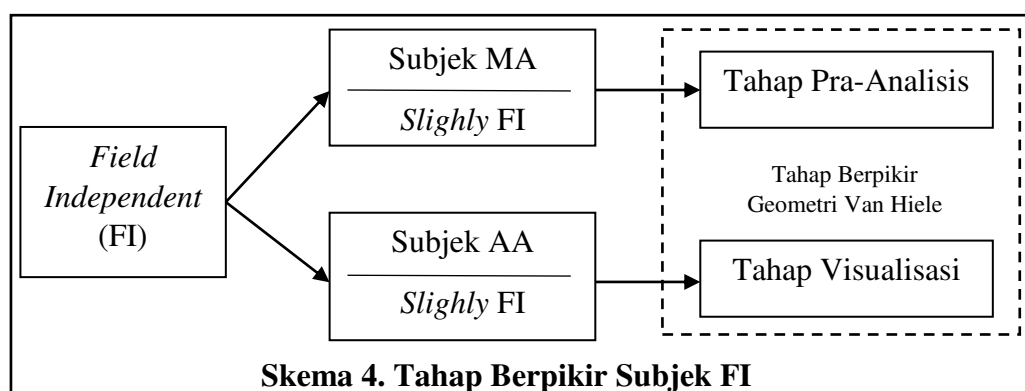 Field
Independent
(FI)
Subjek MA
Slighly FI
Subjek AA
Slighly FI
Tahap Pra-Analisis
Tahap Berpikir
Geometri Van Hiele
Tahap Visualisasi
Skema 4. Tahap Berpikir Subjek FI